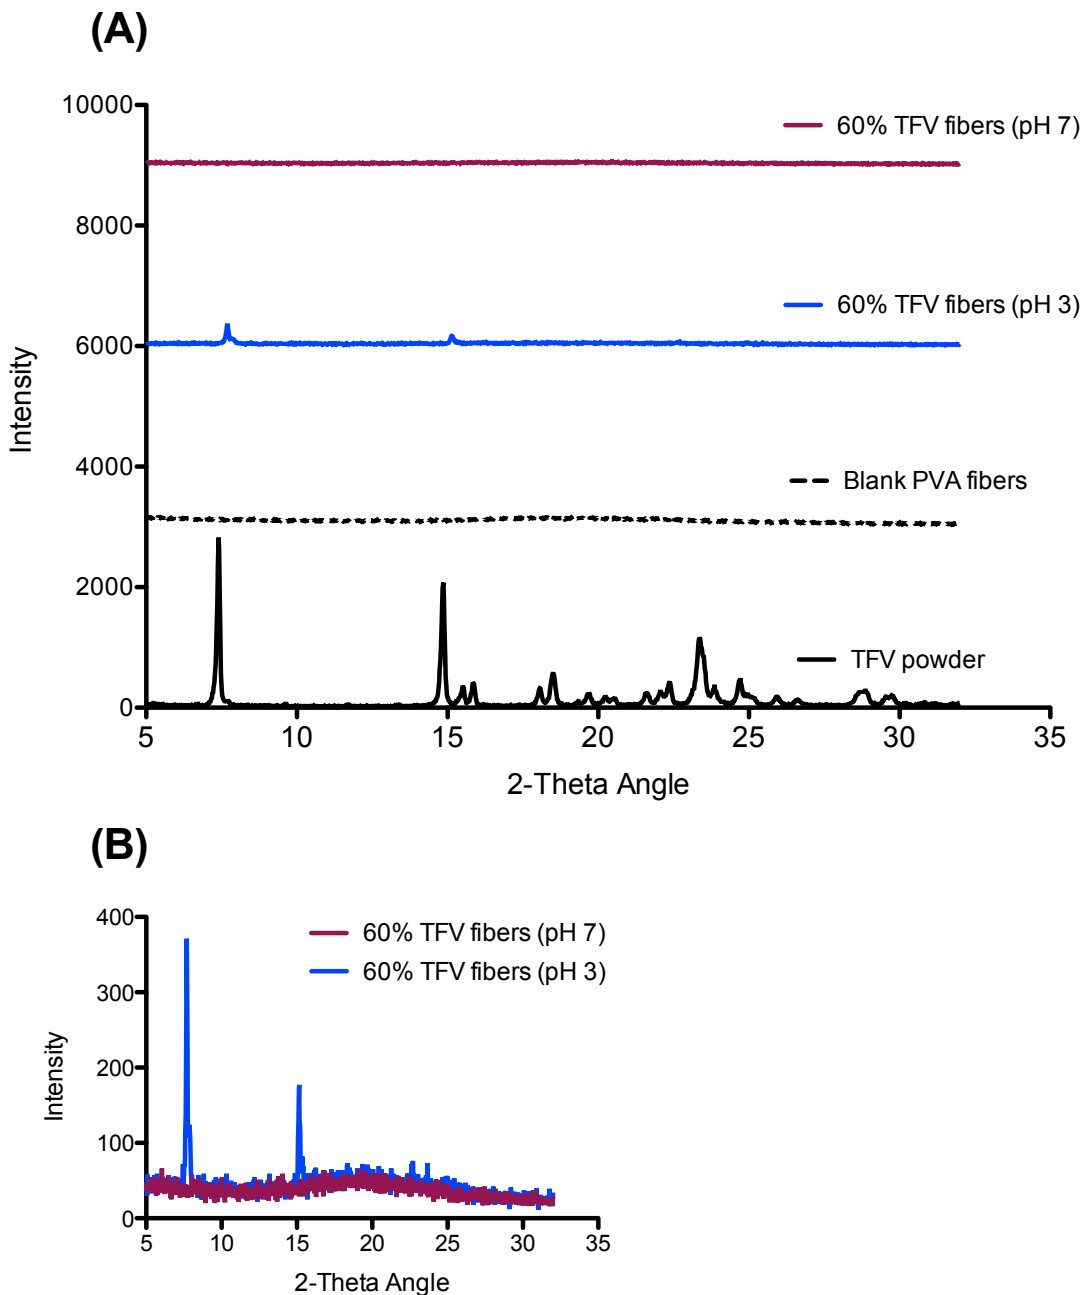 (A)
10000
60% TFV fibers (pH 7)
8000
60% TFV fibers (pH 3)
6000
Intensity
4000
Blank PVA fibers
2000
TFV powder
0
5 10 15 20 25 30 35
2-Theta Angle
(B)
400
60% TFV fibers (pH 7)
60% TFV fibers (pH 3)
300
200
Intensity
100
0
5 10 15 20 25 30 35
2-Theta Angle